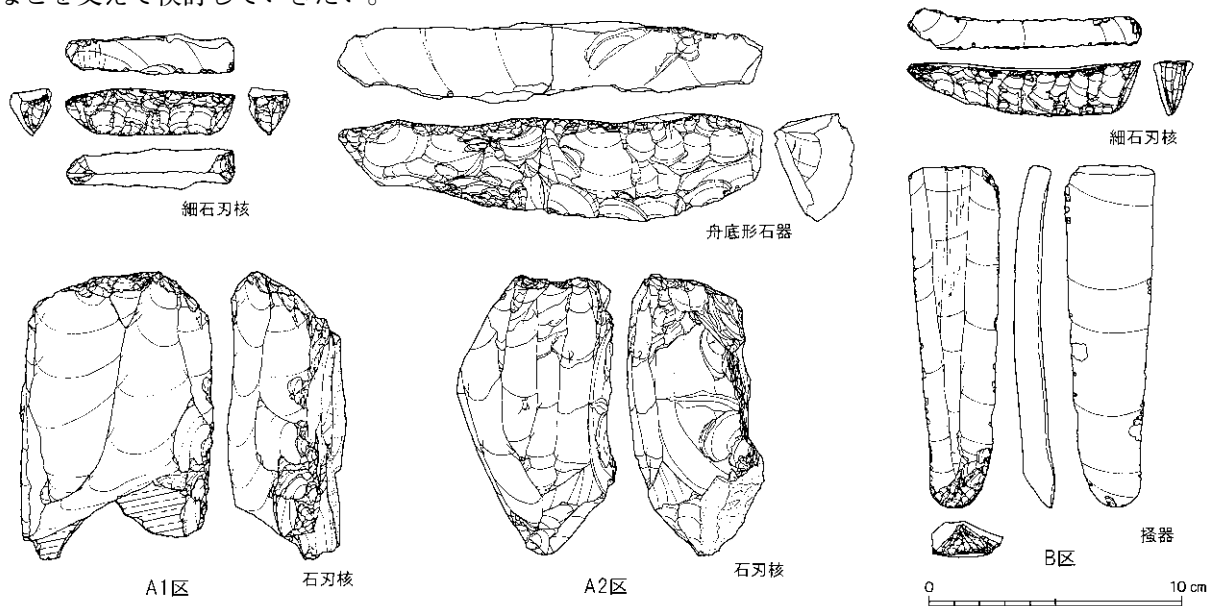 などを交えて検討していきたい。
細石刃核
舟底形石器
細石刃核
A1区
石刃核
A2区
石刃核
B区
掻器
0 10 cm